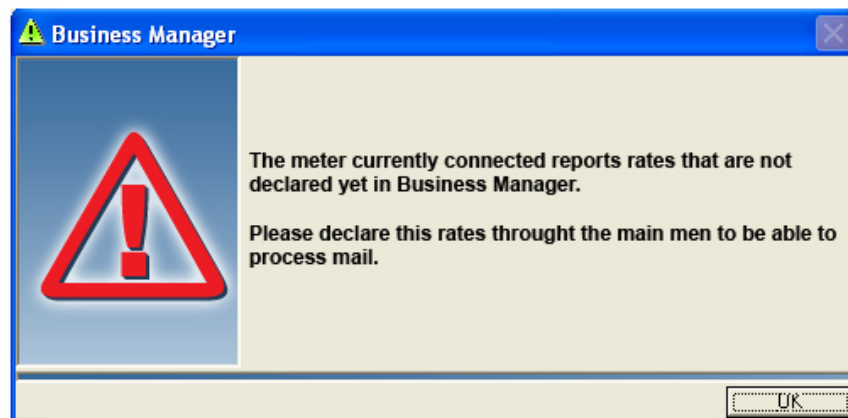 Business Manager
The meter currently connected reports rates that are not
declared yet in Business Manager.
Please declare this rates throught the main men to be able to
process mail.
OK